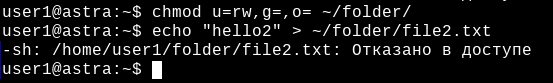 user1@astra:~$ chmod u=rw,g=,o= ~/folder/
user1@astra:~$ echo "hello2" > ~/folder/file2.txt
-sh: /home/user1/folder/file2.txt: Отказано в доступе
user1@astra:~$